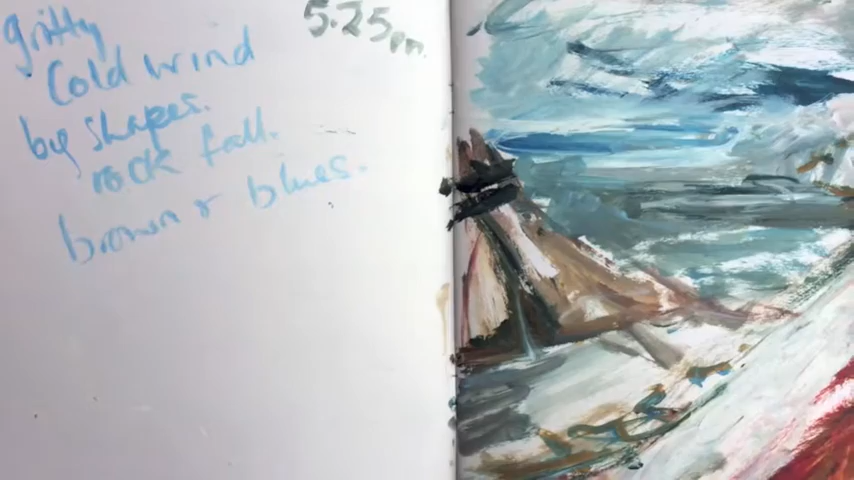 5.25pm.
gritty
Cold wind
big shapes.
rock fall.
brown & blues.